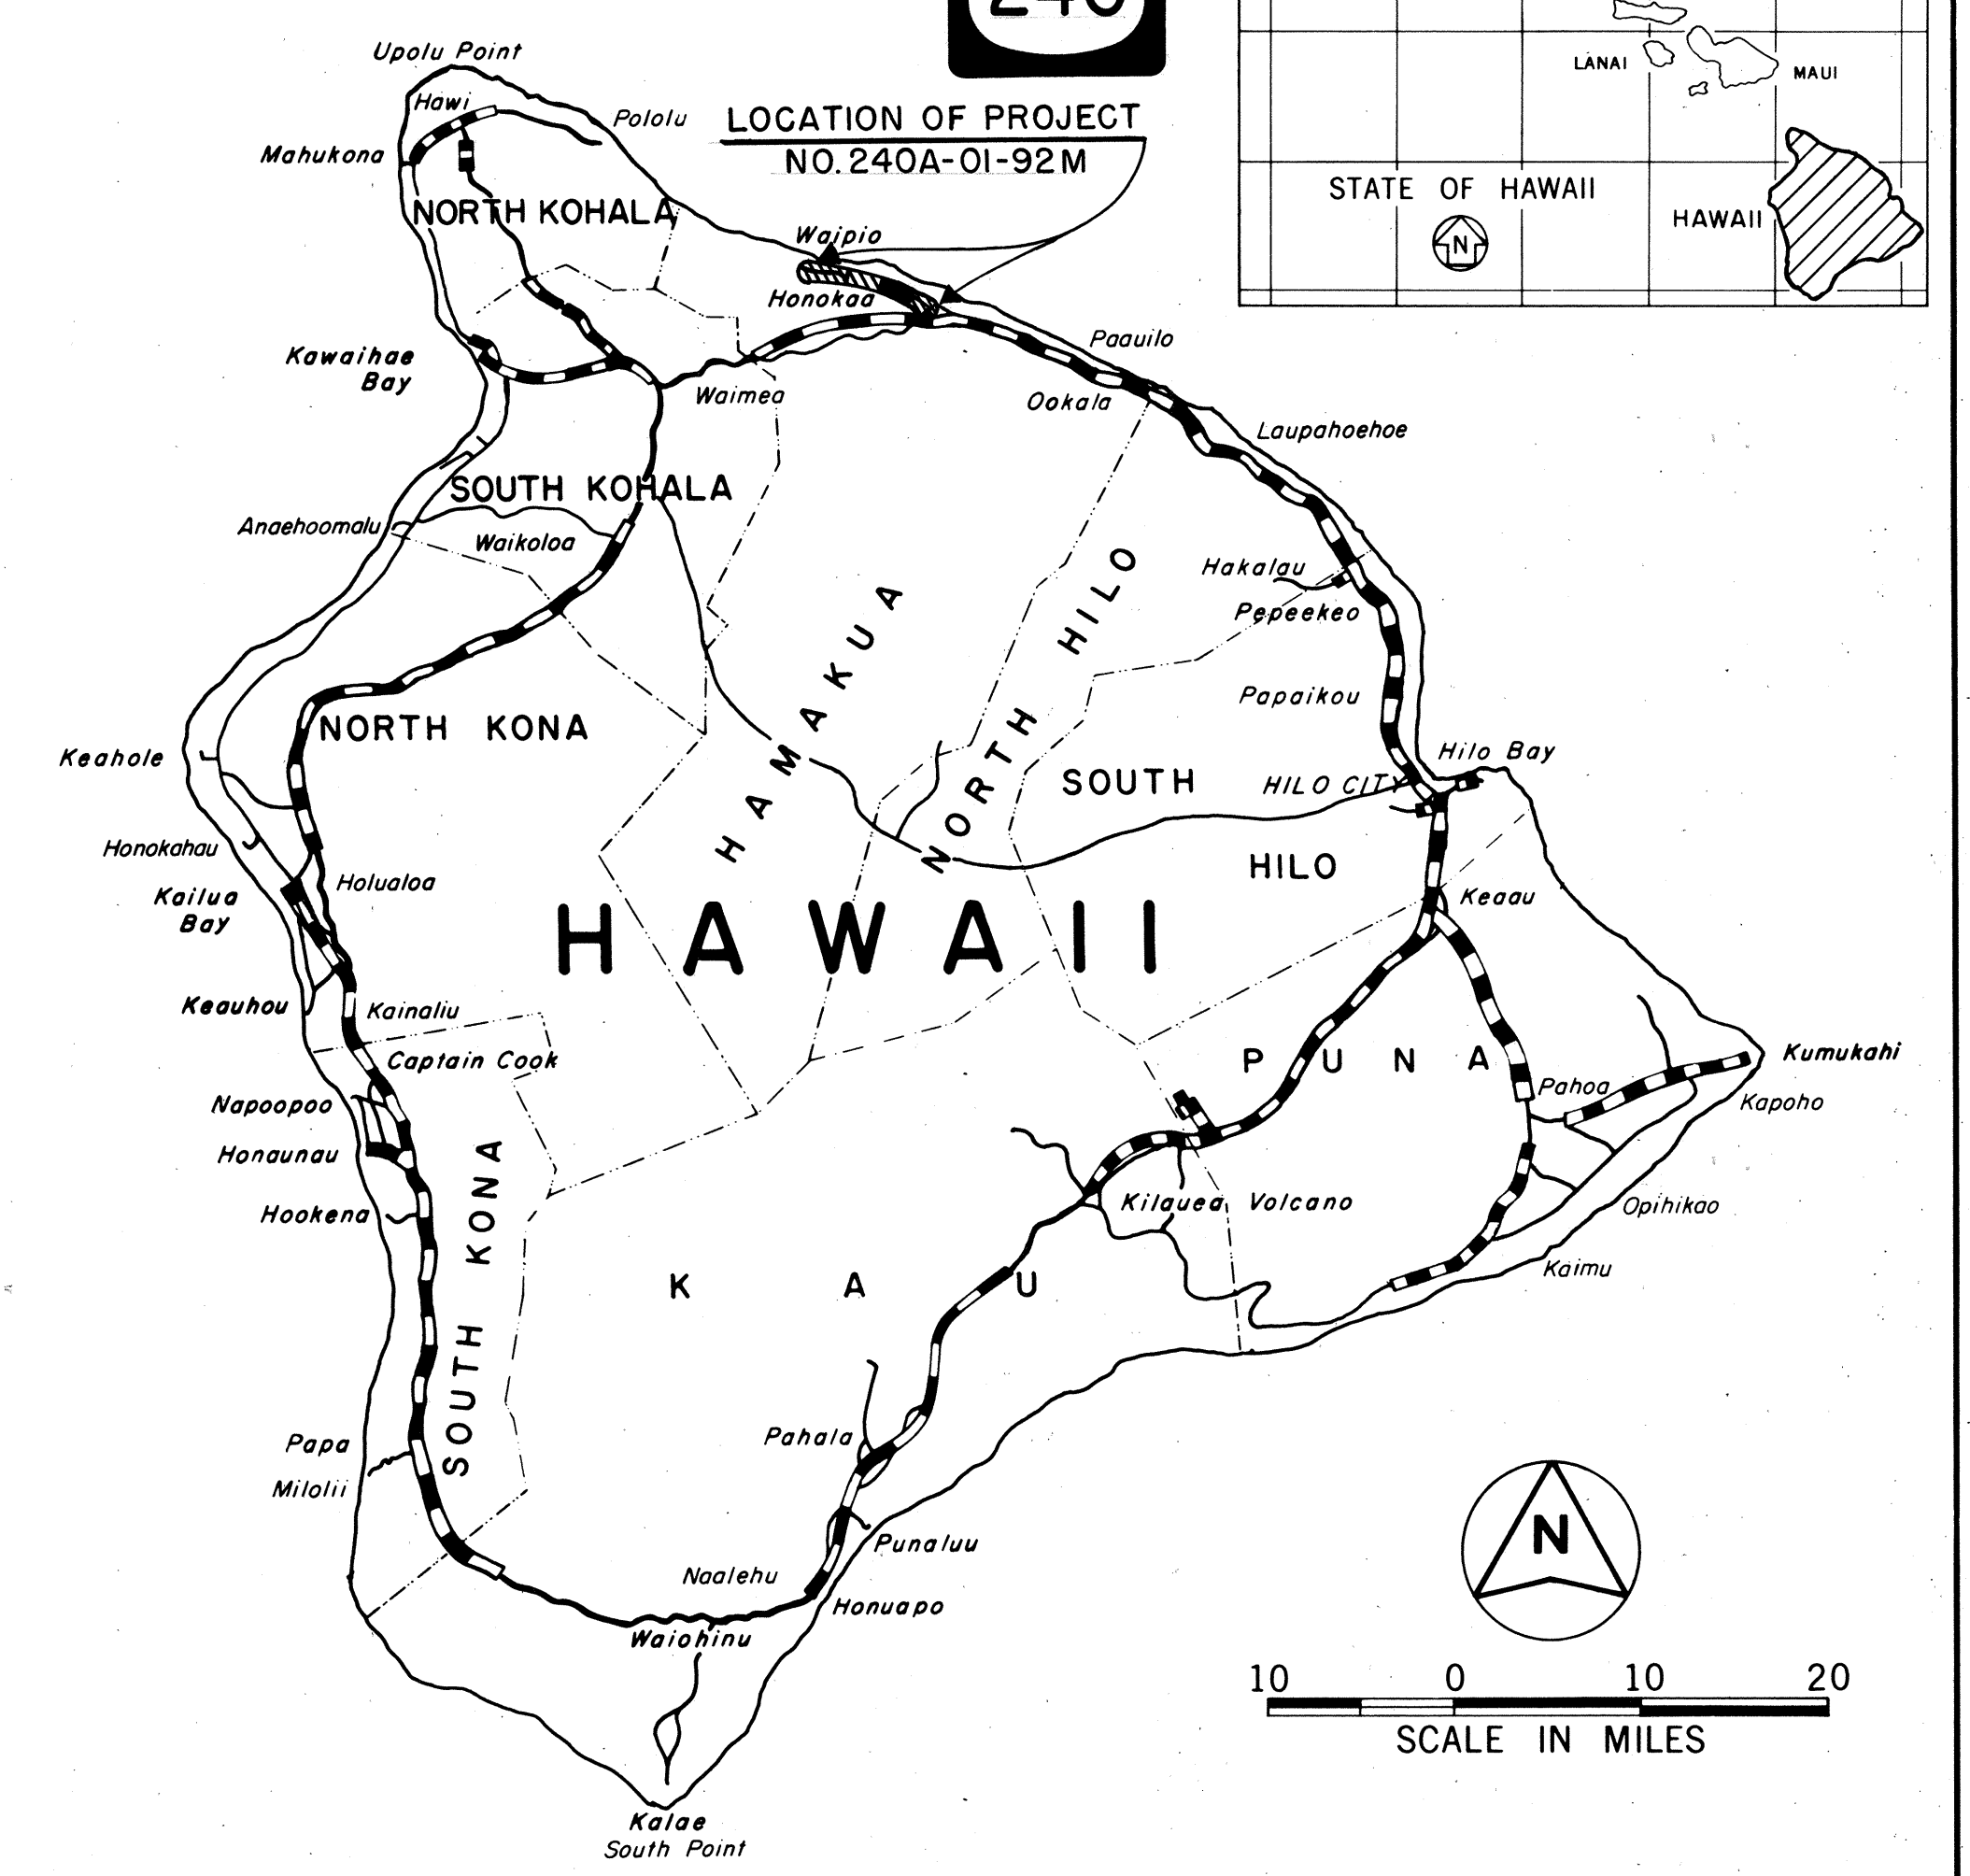 240
Upolu Point
Hawi
Pololu
Mahukona
LOCATION OF PROJECT
NO. 240A-01-92M
LANAI
MAUI
STATE OF HAWAII
N
HAWAII
NORTH KOHALA
Waipio
Honokaa
Kawaihae
Bay
Waimea
Paauilo
Ookala
Laupahoehoe
SOUTH KOHALA
Anaehoomalu
Waikoloa
Hakalau
Pepeekeo
HAMAKUA
NORTH HILO
Papaikou
NORTH KONA
Keahole
Hilo Bay
HILO CITY
SOUTH
HILO
Honokahau
Holualoa
Kailua
Bay
Keaau
HAWAII
Keauhou
Kainaliu
Captain Cook
PUNA
Kumukahi
Pahoa
Kapoho
Napoopoo
Honaunau
Hookena
SOUTH KONA
Kilauea Volcano
Opihikao
Kaimu
KAU
Pahala
Papa
Milolii
Punaluu
Naalehu
Honuapo
Waiohinu
N
10 0 10 20
SCALE IN MILES
Kalae
South Point